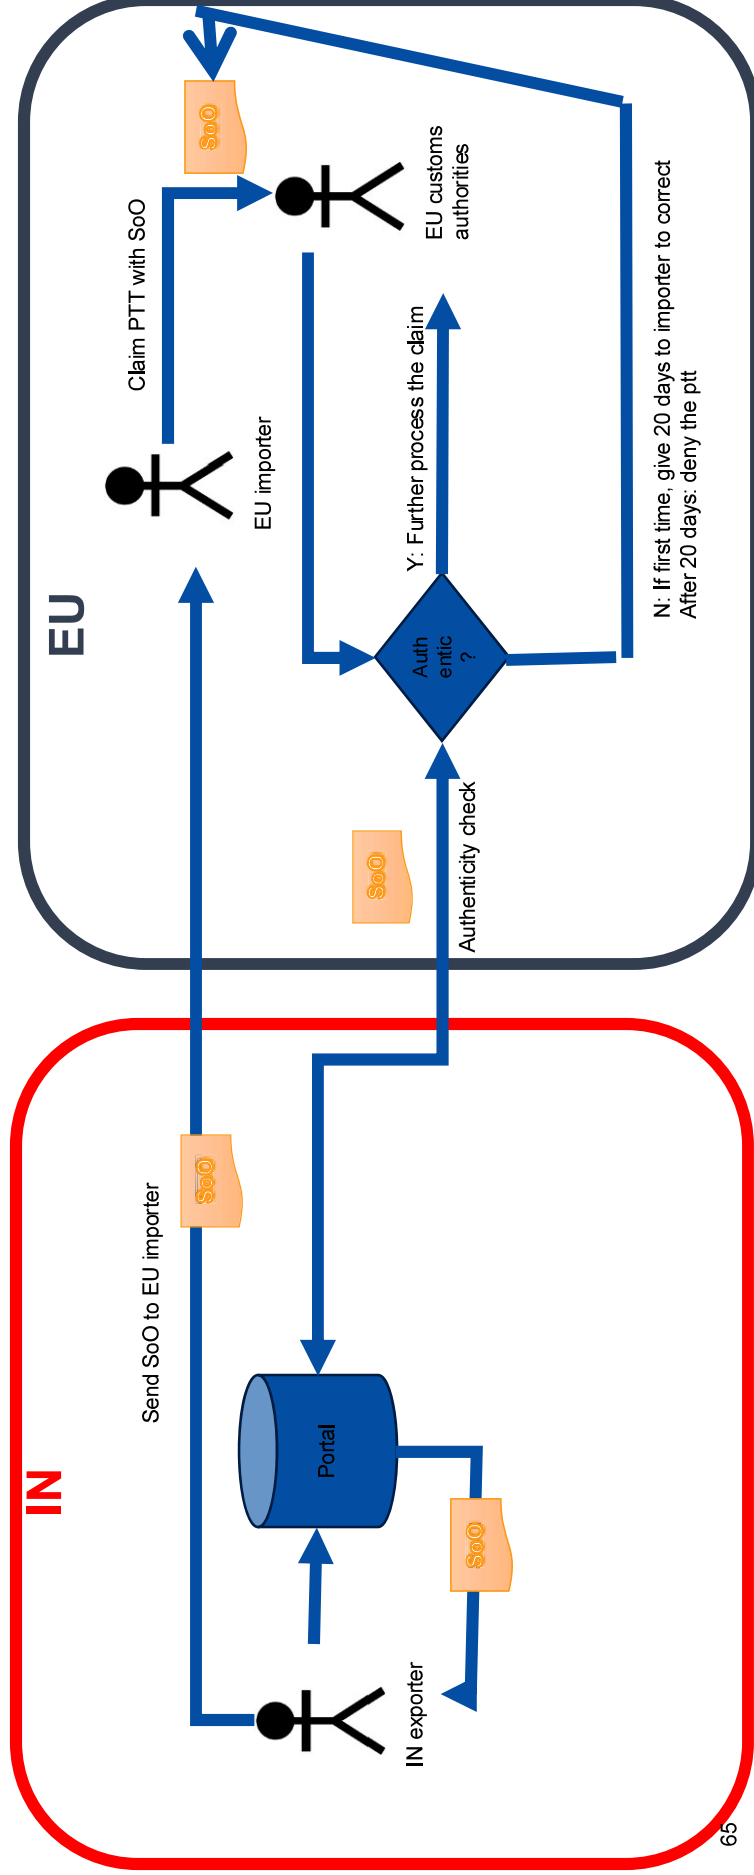 IN
EU
Send SoO to EU importer
SoO
Claim PTT with SoO
SoO
EU importer
EU customs
authorities
Portal
SoO
Auth
entic
?
Y: Further process the claim
IN exporter
SoO
Authenticity check
N: If first time, give 20 days to importer to correct
After 20 days: deny the ptt
65